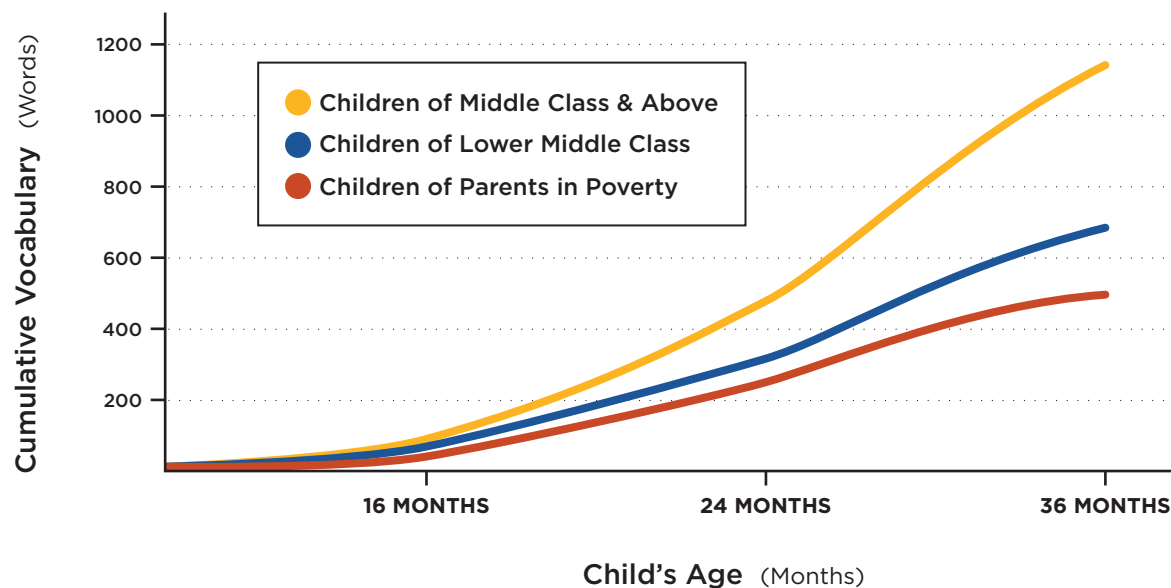 Cumulative Vocabulary (Words)
1200
1000
800
600
400
200
Children of Middle Class & Above
Children of Lower Middle Class
Children of Parents in Poverty
16 MONTHS
24 MONTHS
36 MONTHS
Child's Age (Months)